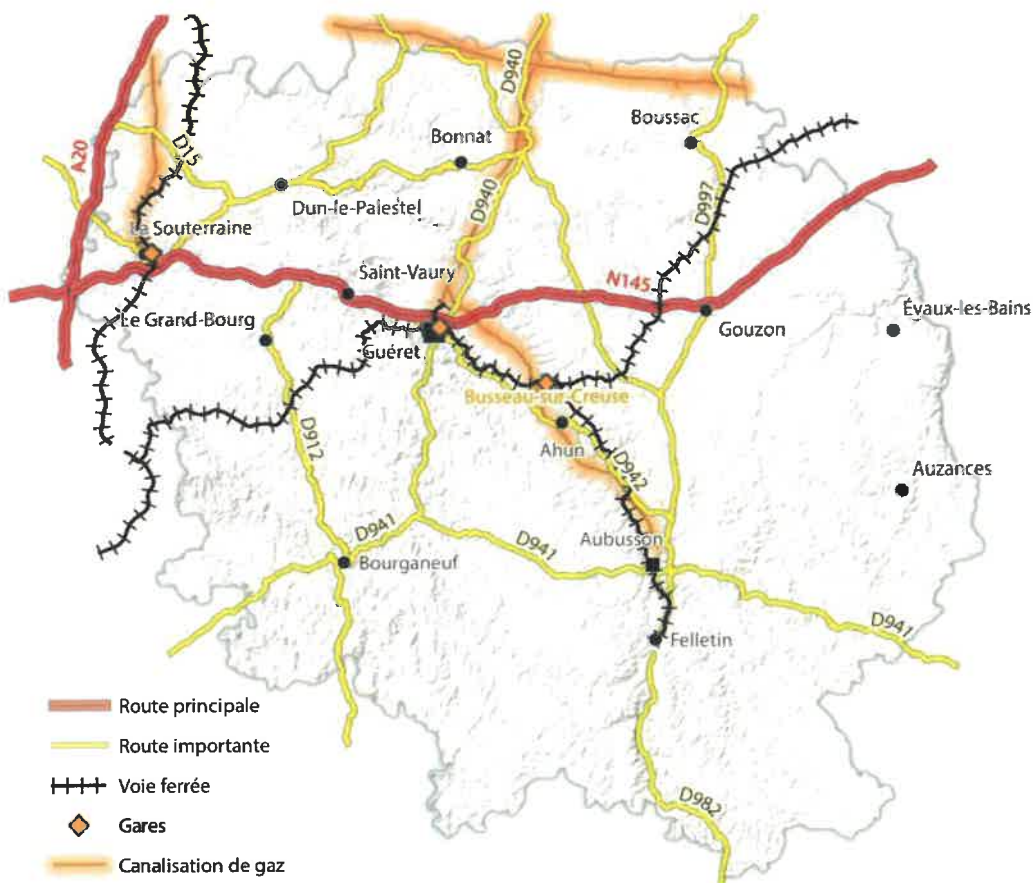 D940
Boussac
Bonnat
A20
D15
D940
D997
Dun-le-Palestel
La Souterraine
Saint-Vaury
N145
Le Grand-Bourg
Évaux-les-Bains
Gouzon
Guéret
Busseau-sur-Creuse
Ahun
D912
D942
Auzances
D941
D941
Aubusson
Bourganeuf
D941
Felletin
Route principale
Route importante
Voie ferrée
D982
Gares
Canalisation de gaz